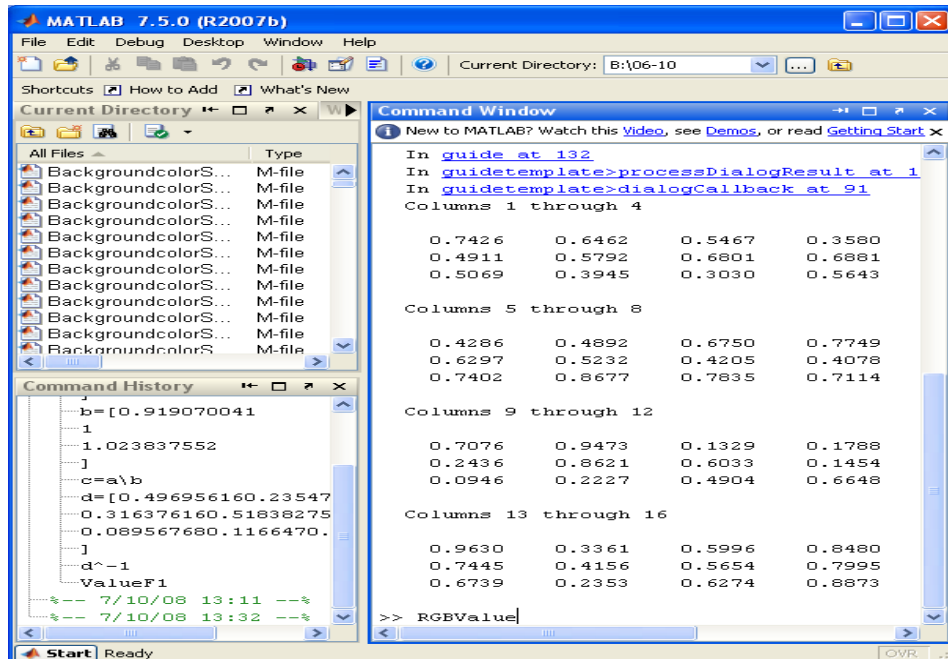 MATLAB 7.5.0 (R2007b)
File Edit Debug Desktop Window Help
Current Directory: B:\06-10 ...
Shortcuts How to Add What's New
Current Directory W
All Files Type
BackgroundcolorS... M-file
BackgroundcolorS... M-file
BackgroundcolorS... M-file
BackgroundcolorS... M-file
BackgroundcolorS... M-file
BackgroundcolorS... M-file
BackgroundcolorS... M-file
BackgroundcolorS... M-file
BackgroundcolorS... M-file
BackgroundcolorS... M-file
BackgroundcolorS... M-file
BackgroundcolorS M-file
Command History
]
b=[0.919070041
1
1.023837552
]
c=a\b
d=[0.496956160.23547
0.316376160.51838275
0.089567680.1166470.
]
d^-1
ValueF1
%-- 7/10/08 13:11 --%
%-- 7/10/08 13:32 --%
Command Window
New to MATLAB? Watch this Video, see Demos, or read Getting Start
In guide at 132
In guidetemplate>processDialogResult at 1
In guidetemplate>dialogCallback at 91
Columns 1 through 4
0.7426 0.6462 0.5467 0.3580
0.4911 0.5792 0.6801 0.6881
0.5069 0.3945 0.3030 0.5643
Columns 5 through 8
0.4286 0.4892 0.6750 0.7749
0.6297 0.5232 0.4205 0.4078
0.7402 0.8677 0.7835 0.7114
Columns 9 through 12
0.7076 0.9473 0.1329 0.1788
0.2436 0.8621 0.6033 0.1454
0.0946 0.2227 0.4904 0.6648
Columns 13 through 16
0.9630 0.3361 0.5996 0.8480
0.7445 0.4156 0.5654 0.7995
0.6739 0.2353 0.6274 0.8873
>> RGBValue
Start Ready OVR